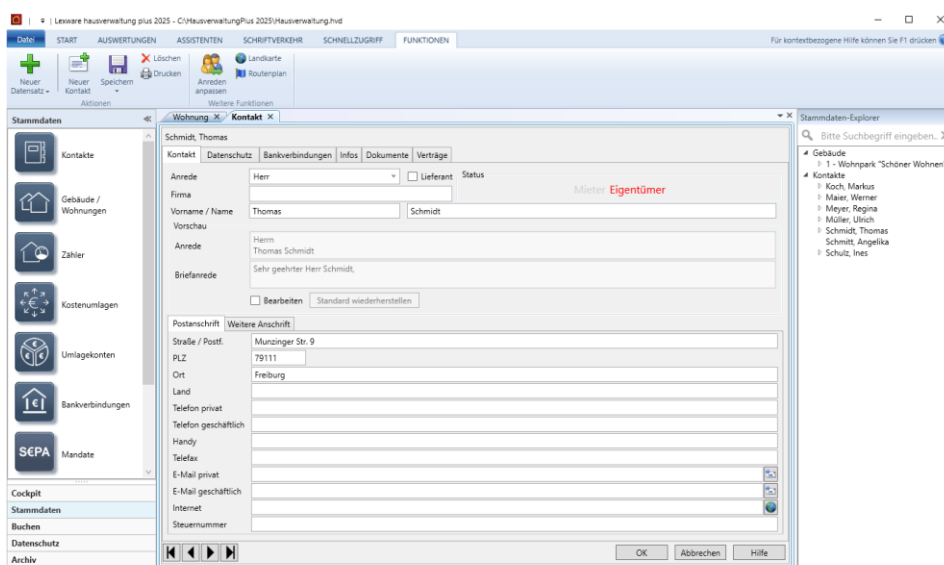 Lexware hausverwaltung plus 2025 - C:\HausverwaltungPlus 2025\Hausverwaltung.hvd
Datei START AUSWERTUNGEN ASSISTENTEN SCHRIFTVERKEHR SCHNELLZUGRIFF FUNKTIONEN Für kontextbezogene Hilfe können Sie F1 drücken
Neuer Datensatz
Neuer Kontakt
Speichern
Löschen
Drucken
Aktionen
Anreden anpassen
Landkarte
Routenplan
Weitere Funktionen
Stammdaten
Kontakte
Gebäude / Wohnungen
Zähler
Kostenumlagen
Umlagekonten
Bankverbindungen
S€PA Mandate
Cockpit
Stammdaten
Buchen
Datenschutz
Archiv
Wohnung Kontakt
Schmidt, Thomas
Kontakt Datenschutz Bankverbindungen Infos Dokumente Verträge
Anrede Herr Lieferant Status
Mieter Eigentümer
Firma
Vorname / Name Thomas Schmidt
Vorschau
Anrede Herrn
Thomas Schmidt
Briefanrede Sehr geehrter Herr Schmidt,
Bearbeiten Standard wiederherstellen
Postanschrift Weitere Anschrift
Straße / Postf. Munzinger Str. 9
PLZ 79111
Ort Freiburg
Land
Telefon privat
Telefon geschäftlich
Handy
Telefax
E-Mail privat
E-Mail geschäftlich
Internet
Steuernummer
OK Abbrechen Hilfe
Stammdaten-Explorer
Bitte Suchbegriff eingeben..
Gebäude
1 - Wohnpark "Schöner Wohnen"
Kontakte
Koch, Markus
Maier, Werner
Meyer, Regina
Müller, Ulrich
Schmidt, Thomas
Schmitt, Angelika
Schulz, Ines